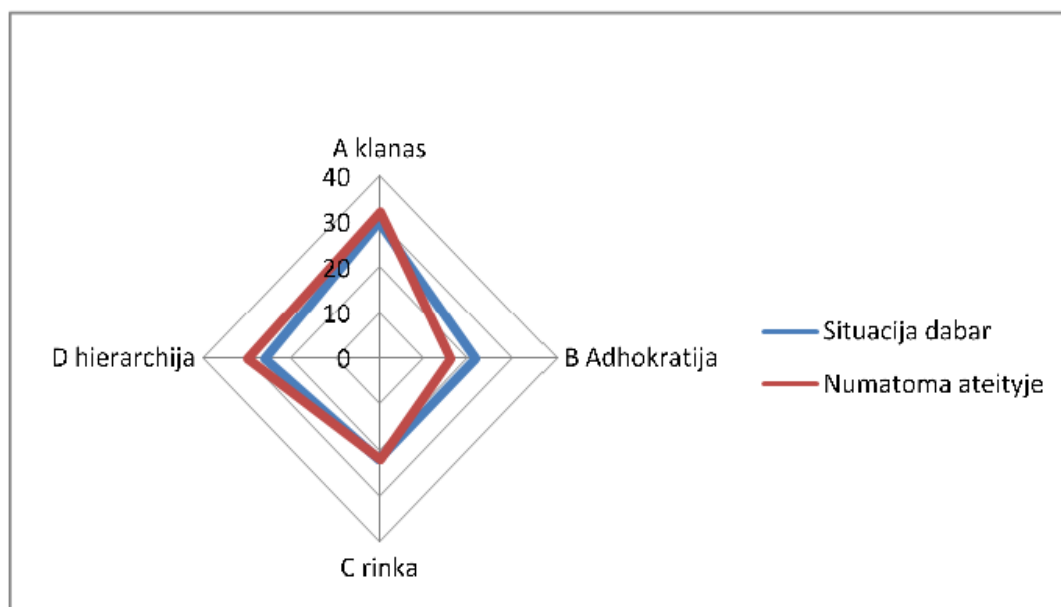 A klanas
40
30
20
10
0
D hierarchija
B Adhokratija
C rinka
Situacija dabar
Numatoma ateityje